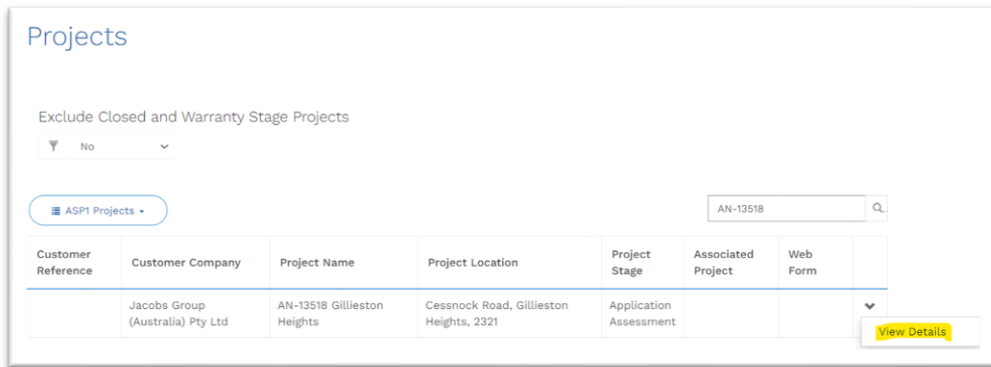 Projects
Exclude Closed and Warranty Stage Projects
No
ASP1 Projects
AN-13518
Customer Reference Customer Company Project Name Project Location Project Stage Associated Project Web Form
Jacobs Group (Australia) Pty Ltd AN-13518 Gillieston Heights Cessnock Road, Gillieston Heights, 2321 Application Assessment
View Details